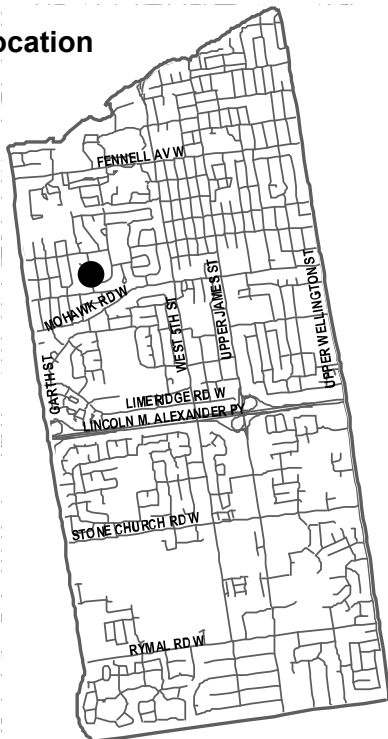 ocation
FENNELL AV W
MOHAWK RD W
WEST 5TH ST
UPPER JAMES ST
UPPER WELLINGTON ST
GARTH ST
LIMERIDGE RD W
LINCOLN M. ALEXANDER PY
STONE CHURCH RD W
RYMAL RD W